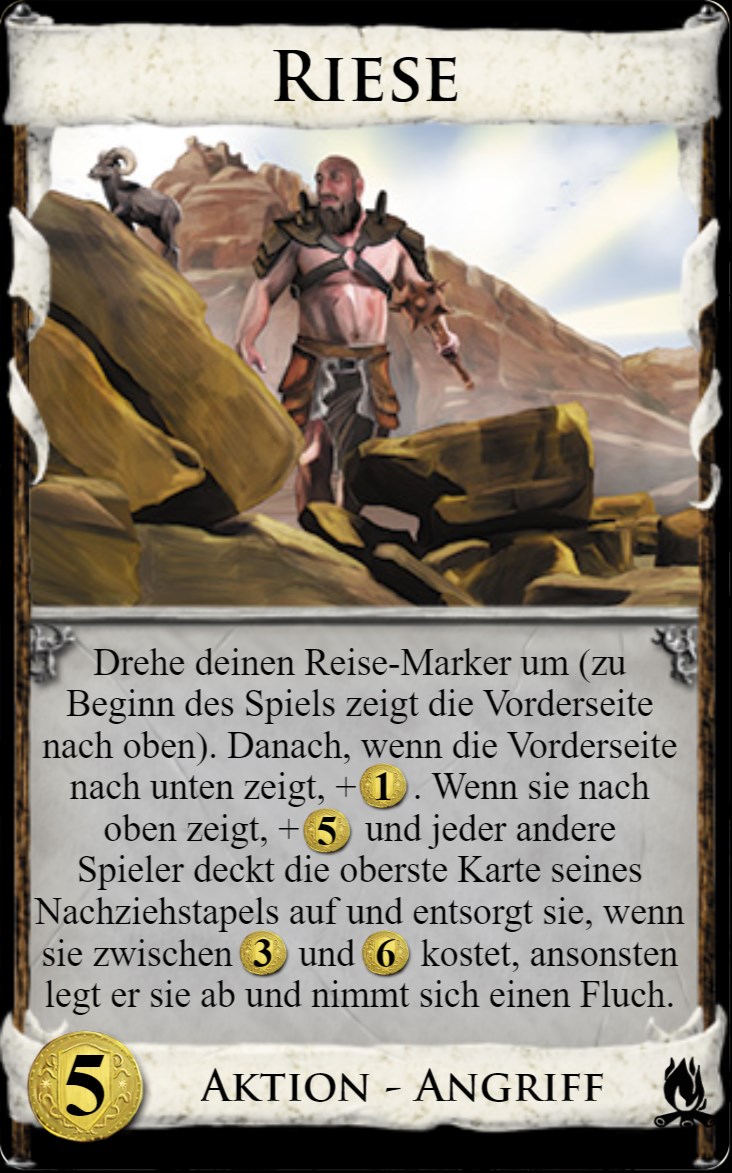 RIESE
Drehe deinen Reise-Marker um (zu
Beginn des Spiels zeigt die Vorderseite
nach oben). Danach, wenn die Vorderseite
nach unten zeigt, +1. Wenn sie nach
oben zeigt, +5 und jeder andere
Spieler deckt die oberste Karte seines
Nachziehstapels auf und entsorgt sie, wenn
sie zwischen 3 und 6 kostet, ansonsten
legt er sie ab und nimmt sich einen Fluch.
5 AKTION - ANGRIFF